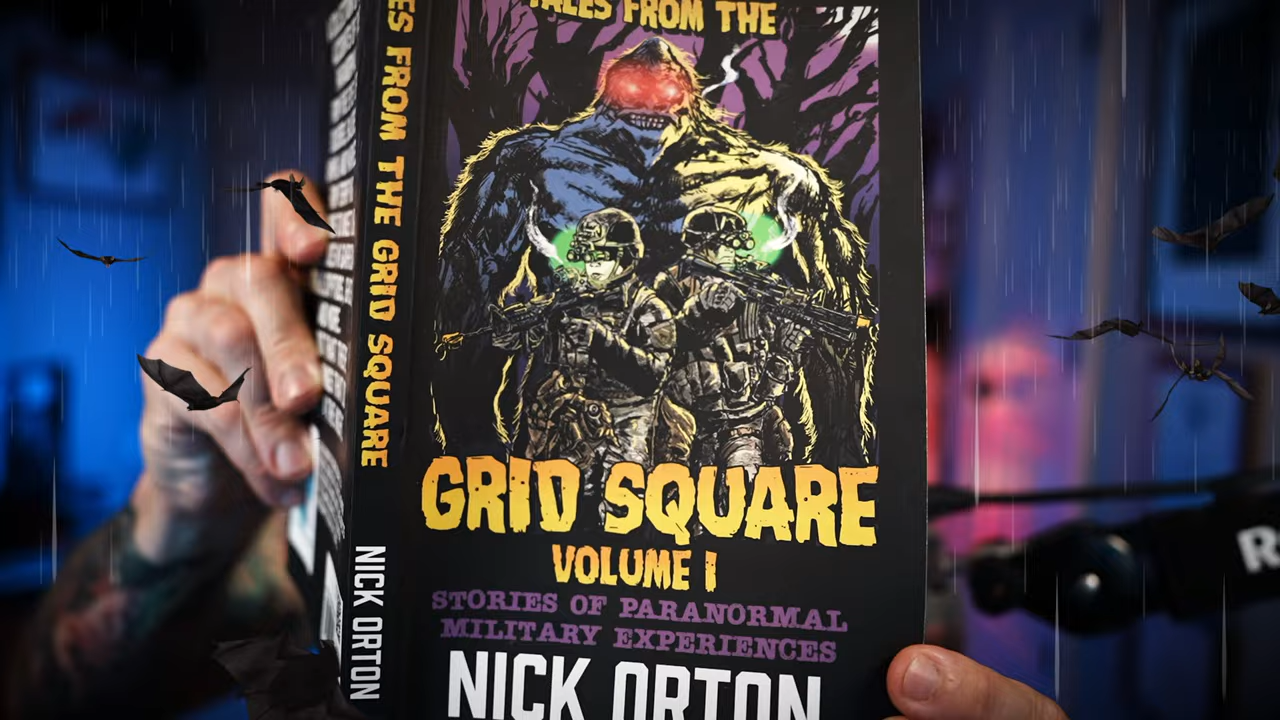 TALES FROM THE
GRID SQUARE
VOLUME I
STORIES OF PARANORMAL
MILITARY EXPERIENCES
NICK ORTON
ES FROM THE GRID SQUARE
NICK ORTON
R